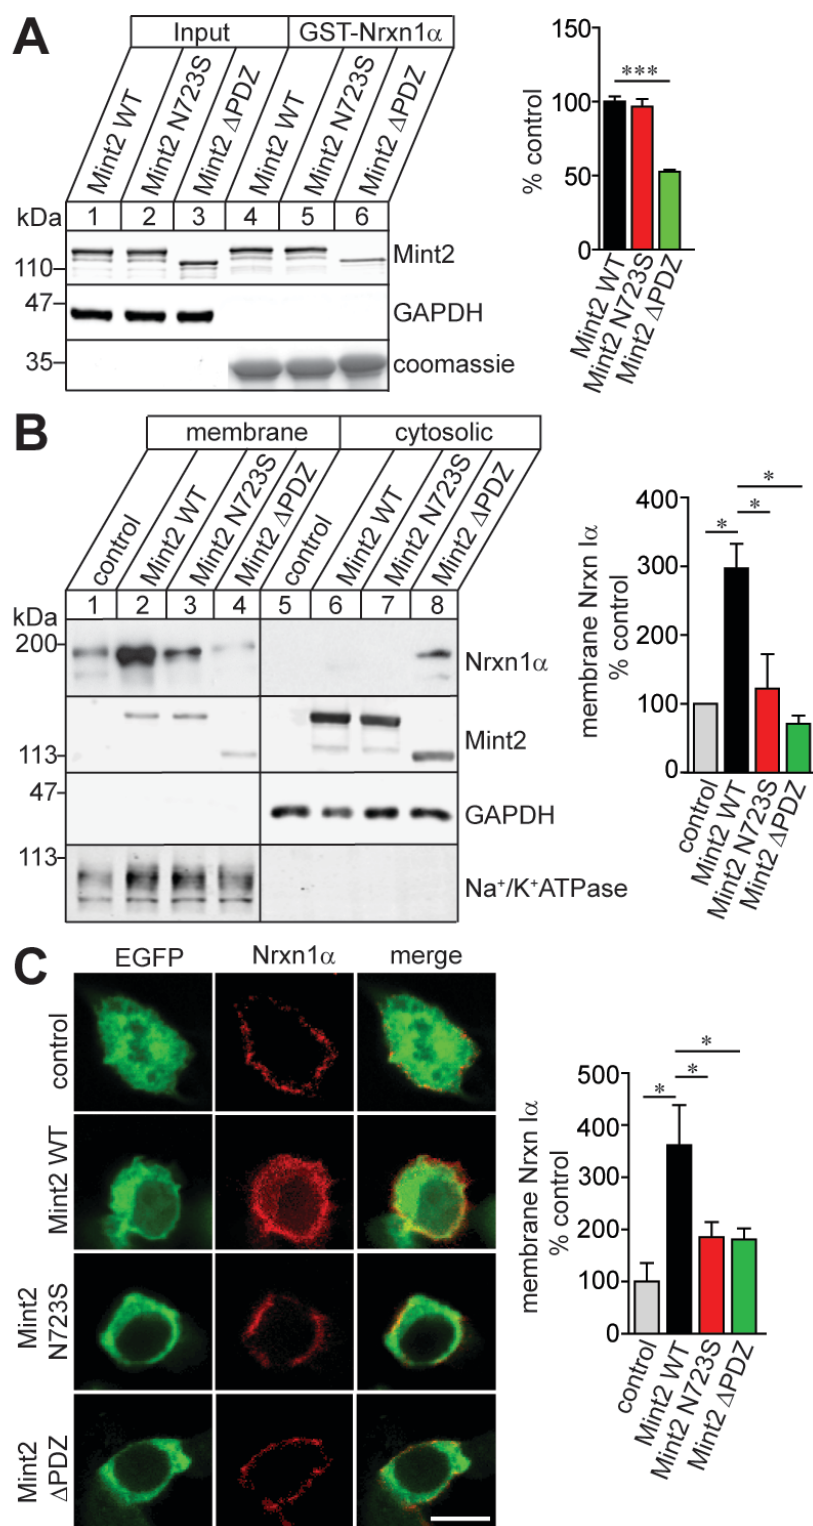 A
Input
GST-Nrxn1α
Mint2 WT
Mint2 N723S
Mint2 ΔPDZ
Mint2 WT
Mint2 N723S
Mint2 ΔPDZ
kDa
1 2 3 4 5 6
110
Mint2
47
GAPDH
35
coomassie
% control
150
100
50
0
***
Mint2 WT
Mint2 N723S
Mint2 ΔPDZ
B
membrane
cytosolic
control
Mint2 WT
Mint2 N723S
Mint2 ΔPDZ
control
Mint2 WT
Mint2 N723S
Mint2 ΔPDZ
kDa
1 2 3 4 5 6 7 8
200
Nrxn1α
113
Mint2
47
GAPDH
113
Na⁺/K⁺ATPase
membrane Nrxn Iα
% control
400
300
200
100
0
*
*
*
control
Mint2 WT
Mint2 N723S
Mint2 ΔPDZ
C
EGFP
Nrxn1α
merge
control
Mint2 WT
Mint2
N723S
Mint2
ΔPDZ
membrane Nrxn Iα
% control
500
400
300
200
100
0
*
*
*
control
Mint2 WT
Mint2 N723S
Mint2 ΔPDZ